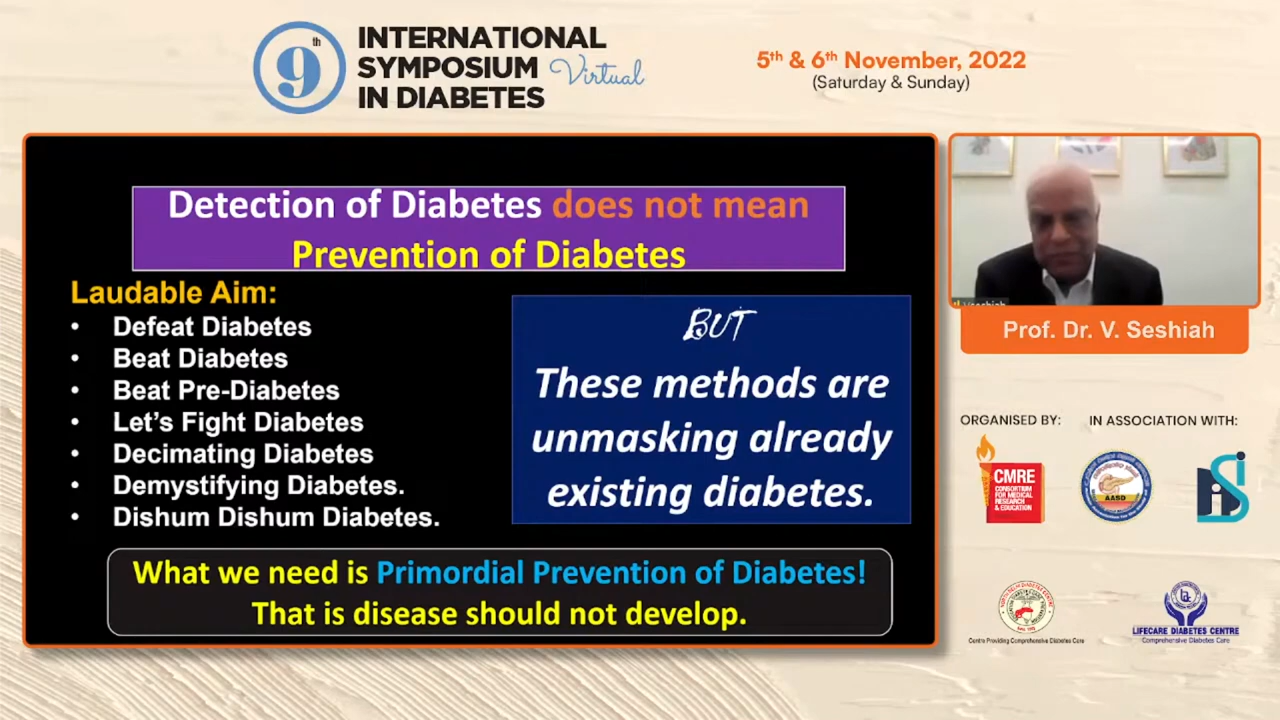 9th
INTERNATIONAL
SYMPOSIUM Virtual
IN DIABETES
5th & 6th November, 2022
(Saturday & Sunday)
Detection of Diabetes does not mean
Prevention of Diabetes
Laudable Aim:
• Defeat Diabetes
• Beat Diabetes
• Beat Pre-Diabetes
• Let's Fight Diabetes
• Decimating Diabetes
• Demystifying Diabetes.
• Dishum Dishum Diabetes.
BUT
These methods are
unmasking already
existing diabetes.
What we need is Primordial Prevention of Diabetes!
That is disease should not develop.
Prof. Dr. V. Seshiah
ORGANISED BY:
IN ASSOCIATION WITH:
CMRE
CONSORTIUM
FOR MEDICAL
RESEARCH
& EDUCATION
AASD
Centre Providing Comprehensive Diabetes Care
LIFECARE DIABETES CENTRE
Comprehensive Diabetes Care